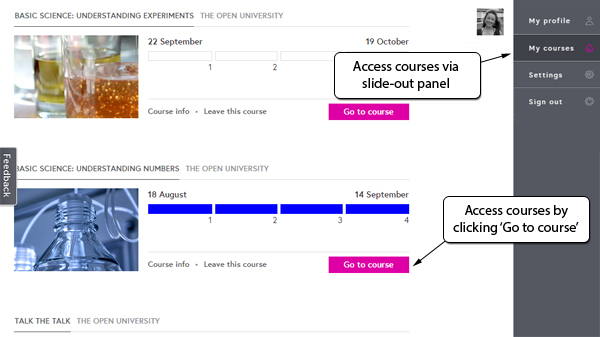 BASIC SCIENCE: UNDERSTANDING EXPERIMENTS THE OPEN UNIVERSITY
22 September 19 October
1 2
Course info • Leave this course Go to course
Access courses via
slide-out panel
My profile
My courses
Settings
Sign out
Feedback
BASIC SCIENCE: UNDERSTANDING NUMBERS THE OPEN UNIVERSITY
18 August 14 September
1 2 3 4
Course info • Leave this course Go to course
Access courses by
clicking ‘Go to course’
TALK THE TALK THE OPEN UNIVERSITY